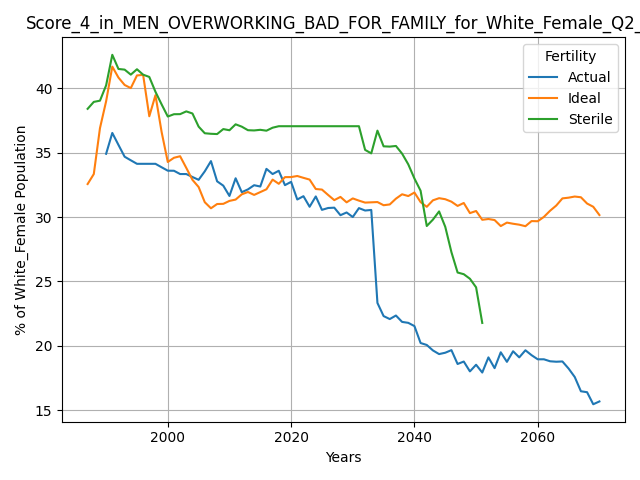 Score_4_in_MEN_OVERWORKING_BAD_FOR_FAMILY_for_White_Female_Q2_
Fertility
Actual
Ideal
Sterile
% of White_Female Population
40
35
30
25
20
15
2000
2020
2040
2060
Years